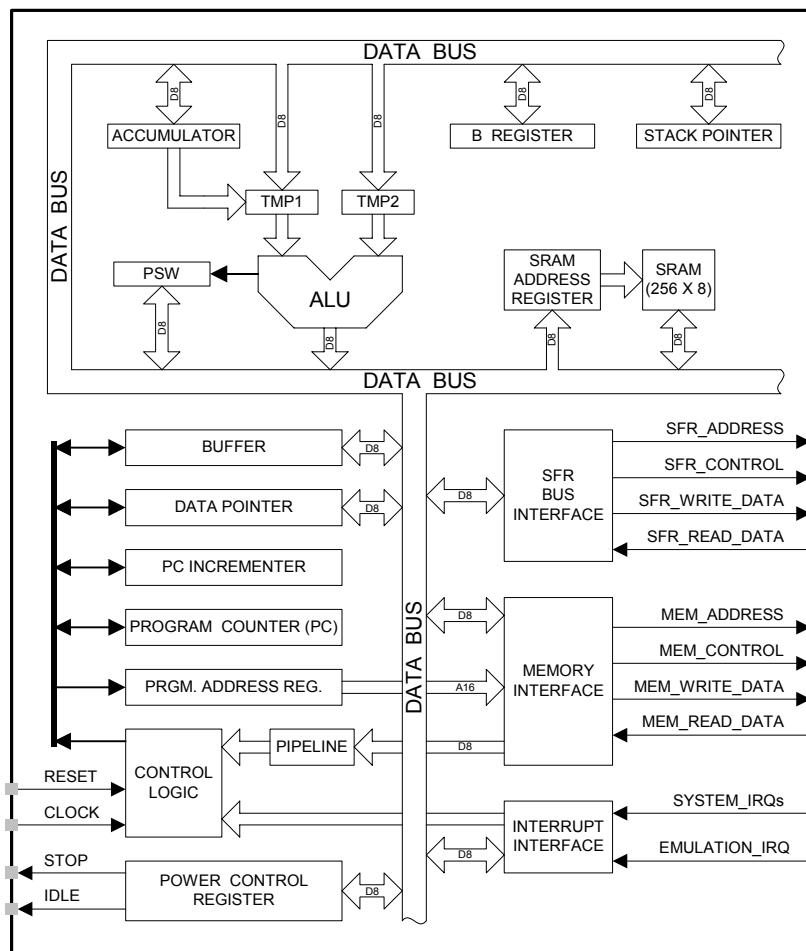 DATA BUS
D8
D8
D8
D8
D8
ACCUMULATOR
B REGISTER
STACK POINTER
DATA BUS
TMP1
TMP2
PSW
ALU
SRAM
ADDRESS
REGISTER
SRAM
(256 X 8)
D8
D8
D8
D8
DATA BUS
BUFFER
D8
DATA POINTER
D8
PC INCREMENTER
PROGRAM COUNTER (PC)
PRGM. ADDRESS REG.
A16
DATA BUS
D8
SFR
BUS
INTERFACE
SFR_ADDRESS
SFR_CONTROL
SFR_WRITE_DATA
SFR_READ_DATA
D8
MEMORY
INTERFACE
MEM_ADDRESS
MEM_CONTROL
MEM_WRITE_DATA
MEM_READ_DATA
CONTROL
LOGIC
PIPELINE
D8
RESET
CLOCK
INTERRUPT
INTERFACE
SYSTEM_IRQs
EMULATION_IRQ
D8
STOP
IDLE
POWER CONTROL
REGISTER
D8